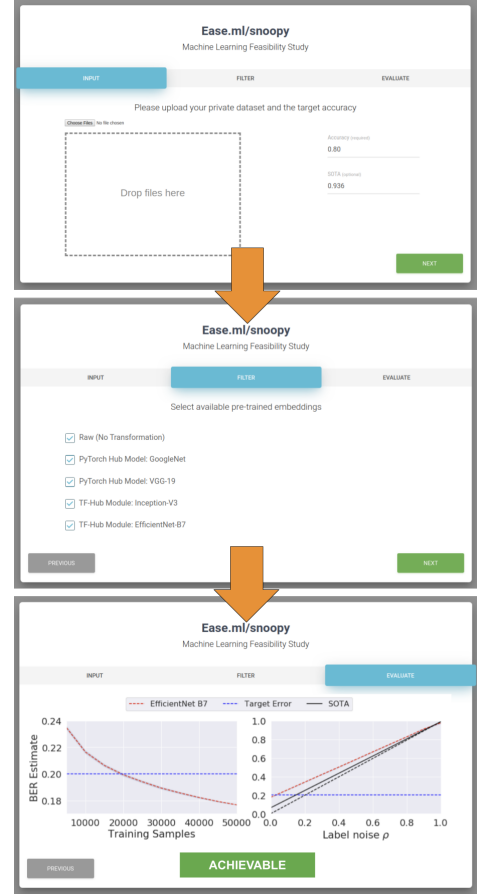 Ease.ml/snoopy
Machine Learning Feasibility Study
INPUT FILTER EVALUATE
Please upload your private dataset and the target accuracy
Choose Files No file chosen
Accuracy (required)
0.80
Drop files here
SOTA (optional)
0.936
NEXT
Ease.ml/snoopy
Machine Learning Feasibility Study
INPUT FILTER EVALUATE
Select available pre-trained embeddings
Raw (No Transformation)
PyTorch Hub Model: GoogleNet
PyTorch Hub Model: VGG-19
TF-Hub Module: Inception-V3
TF-Hub Module: EfficientNet-B7
PREVIOUS NEXT
Ease.ml/snoopy
Machine Learning Feasibility Study
INPUT FILTER EVALUATE
EfficientNet B7 Target Error SOTA
BER Estimate
0.24
0.22
0.20
0.18
10000 20000 30000 40000 50000
Training Samples
1.0
0.8
0.6
0.4
0.2
0.0
0.0 0.2 0.4 0.6 0.8 1.0
Label noise ρ
PREVIOUS ACHIEVABLE